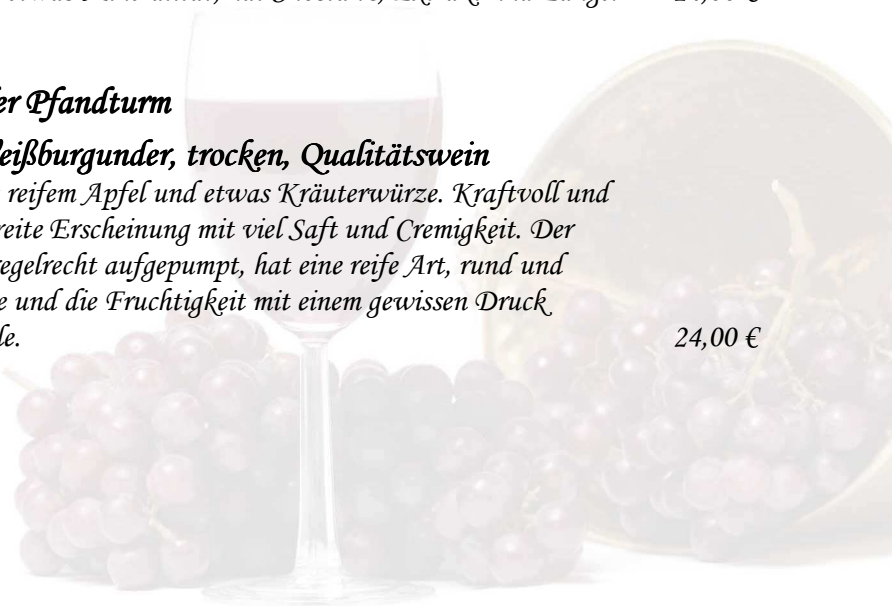 er Pfandturm
eißburgunder, trocken, Qualitätswein
reifem Apfel und etwas Kräuterwürze. Kraftvoll und
reite Erscheinung mit viel Saft und Cremigkeit. Der
egelrecht aufgepumpt, hat eine reife Art, rund und
e und die Fruchtigkeit mit einem gewissen Druck
le. 24,00 €